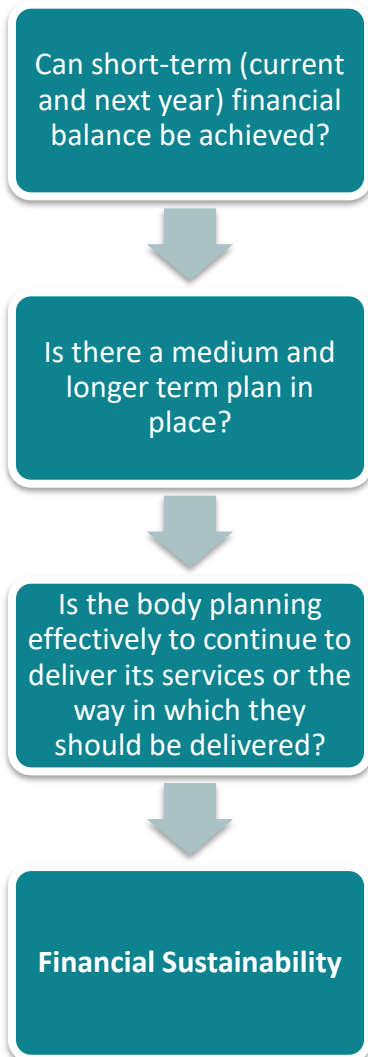 Can short-term (current
and next year) financial
balance be achieved?
Is there a medium and
longer term plan in
place?
Is the body planning
effectively to continue to
deliver its services or the
way in which they
should be delivered?
Financial Sustainability